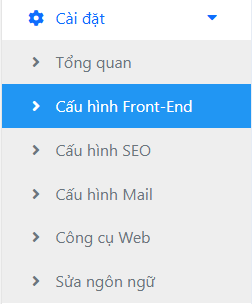 Cài đặt
Tổng quan
Cấu hình Front-End
Cấu hình SEO
Cấu hình Mail
Công cụ Web
Sửa ngôn ngữ